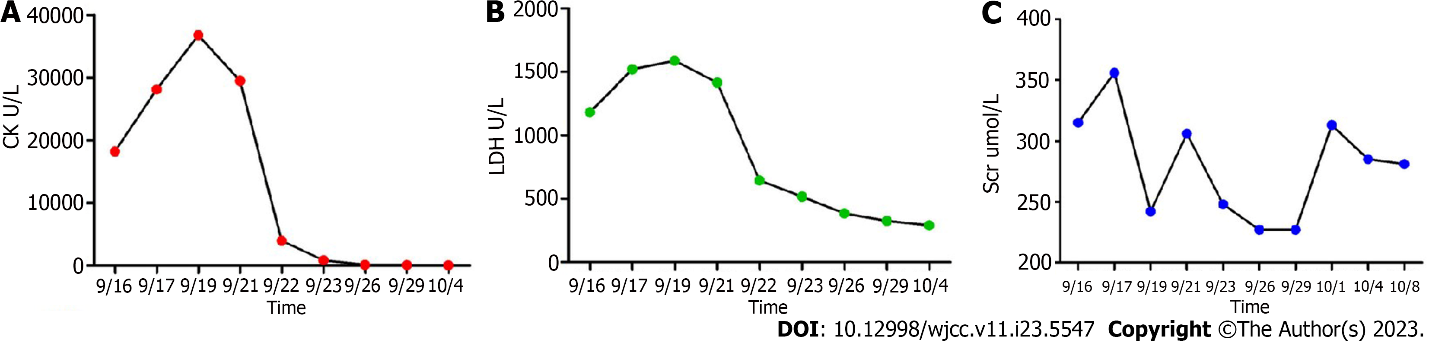 A
40000
30000
20000
10000
0
CK U/L
9/16 9/17 9/19 9/21 9/22 9/23 9/26 9/29 10/4
Time
B
2000
1500
1000
500
0
LDH U/L
9/16 9/17 9/19 9/21 9/22 9/23 9/26 9/29 10/4
Time
C
400
350
300
250
200
Scr umol/L
9/16 9/17 9/19 9/21 9/23 9/26 9/29 10/1 10/4 10/8
Time
DOI: 10.12998/wjcc.v11.i23.5547 Copyright ©The Author(s) 2023.